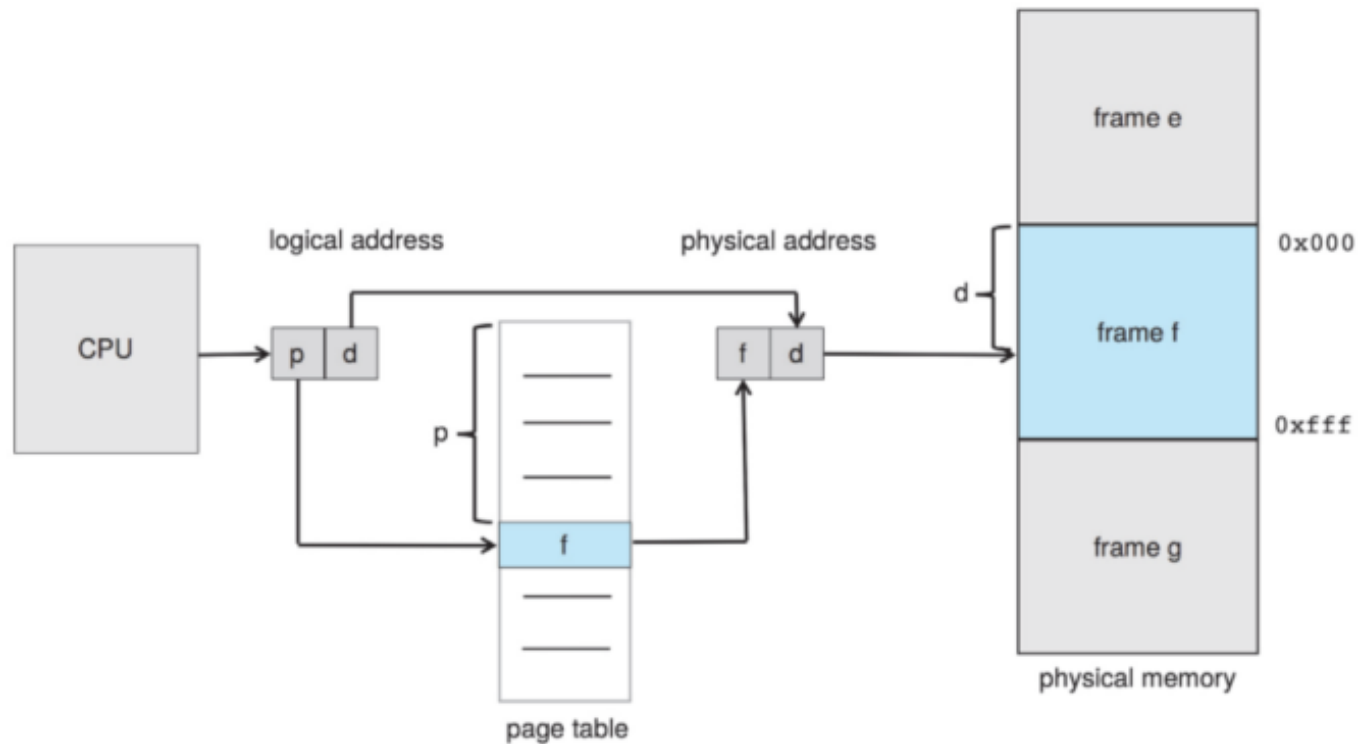 frame e
logical address
physical address
0x000
d
CPU
p d
f d
frame f
p
0xfff
f
frame g
physical memory
page table